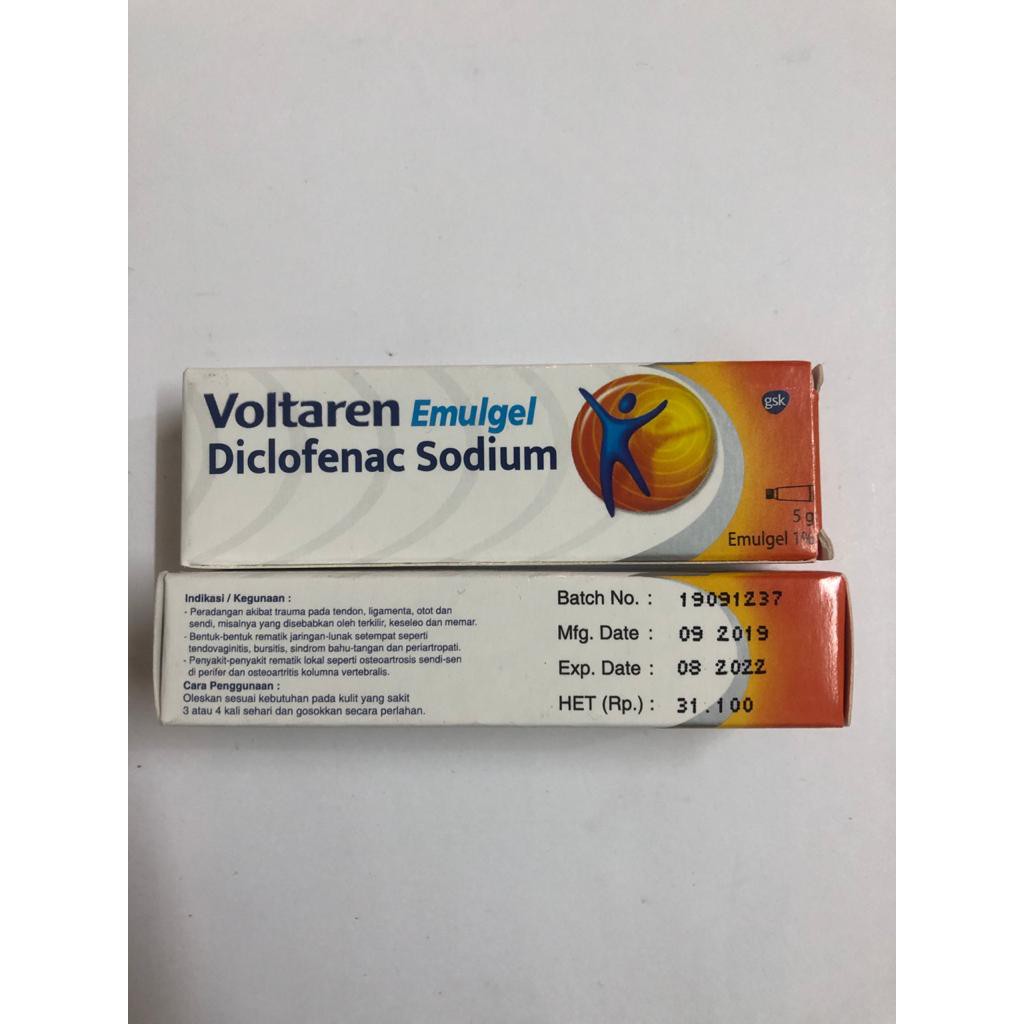 Voltaren Emulgel
Diclofenac Sodium
gsk
5 g
Emulgel 1%
Indikasi / Kegunaan :
- Peradangan akibat trauma pada tendon, ligamenta, otot dan
sendi, misalnya yang disebabkan oleh terkilir, keseleo dan memar.
- Bentuk-bentuk rematik jaringan-lunak setempat seperti
tendovaginitis, bursitis, sindrom bahu-tangan dan periartropati.
- Penyakit-penyakit rematik lokal seperti osteoartrosis sendi-sen
di perifer dan osteoartritis kolumna vertebralis.
Cara Penggunaan :
Oleskan sesuai kebutuhan pada kulit yang sakit
3 atau 4 kali sehari dan gosokkan secara perlahan.
Batch No. : 19091237
Mfg. Date : 09 2019
Exp. Date : 08 2022
HET (Rp.) : 31.100